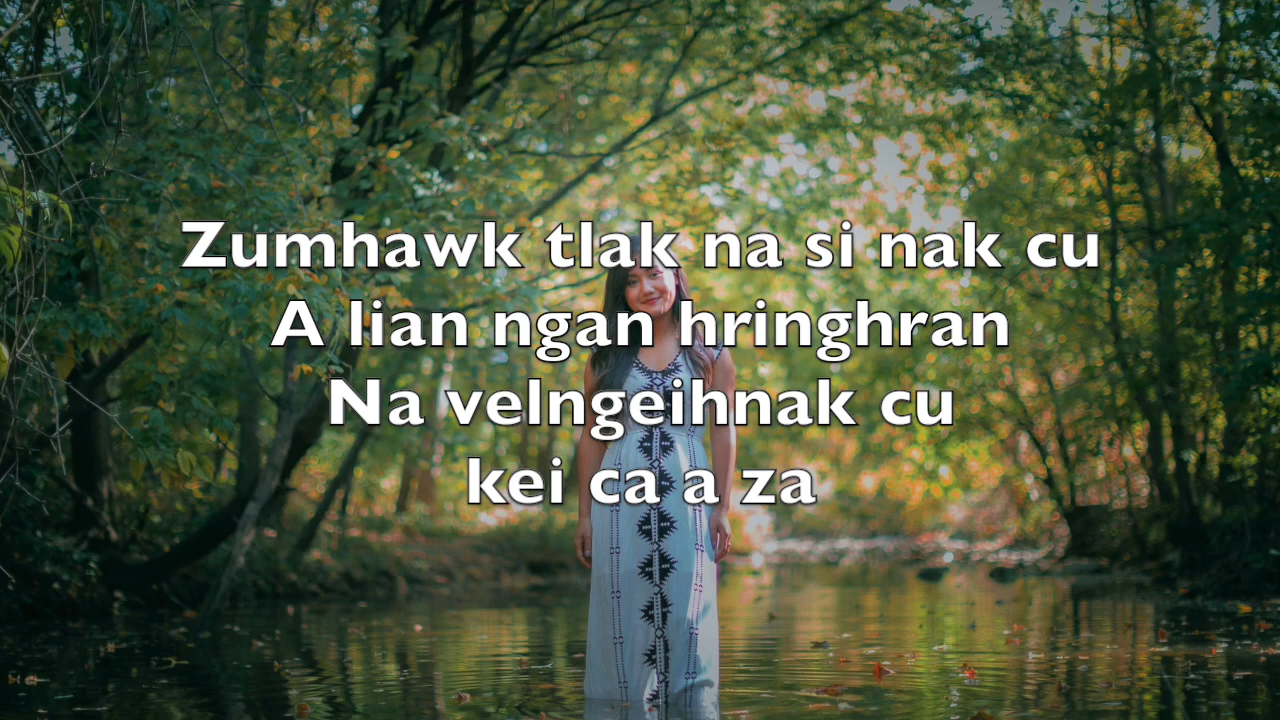 Zumhawk tlak na si nak cu
A lian ngan hringhran
Na velngeihnak cu
kei ca a za